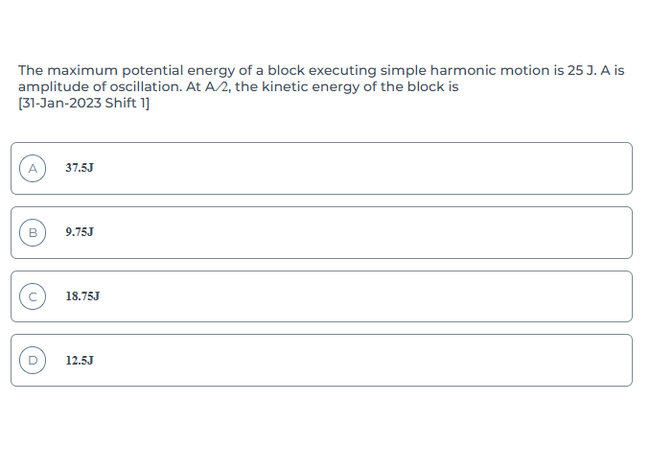 The maximum potential energy of a block executing simple harmonic motion is 25 J. A is
amplitude of oscillation. At A/2, the kinetic energy of the block is
[31-Jan-2023 Shift 1]
A 37.5J
B 9.75J
C 18.75J
D 12.5J